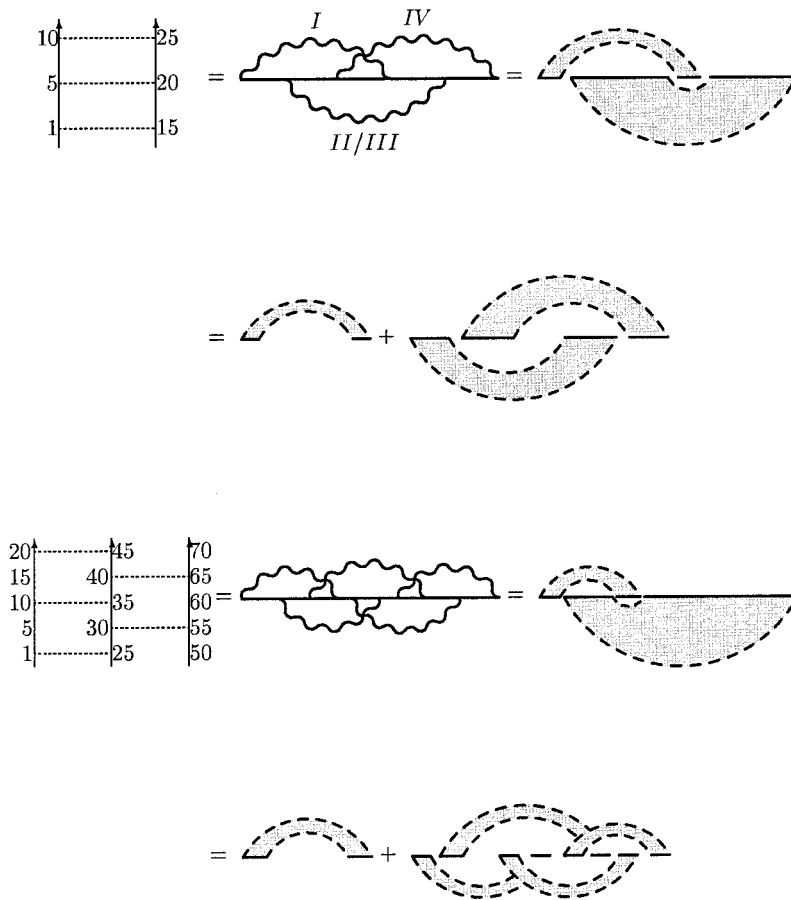 I IV
10 25
5 20 = =
1 15
II/III
= +
20 45 70
15 40 65
10 35 60 = =
5 30 55
1 25 50
= +